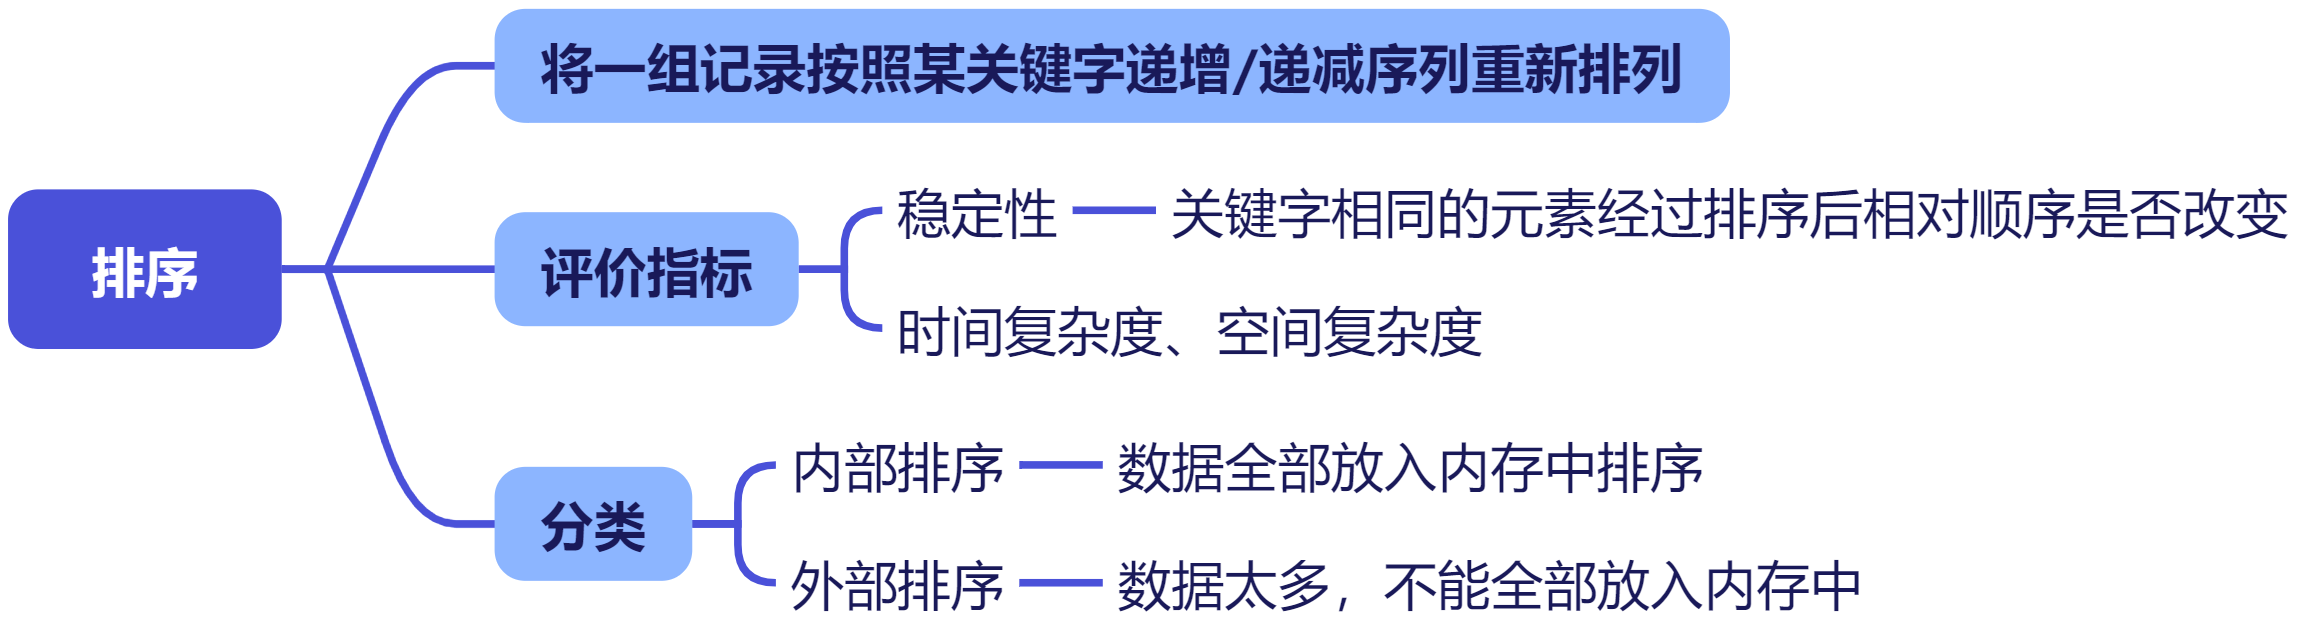 将一组记录按照某关键字递增/递减序列重新排列
排序
评价指标
稳定性
关键字相同的元素经过排序后相对顺序是否改变
时间复杂度、空间复杂度
分类
内部排序
数据全部放入内存中排序
外部排序
数据太多，不能全部放入内存中